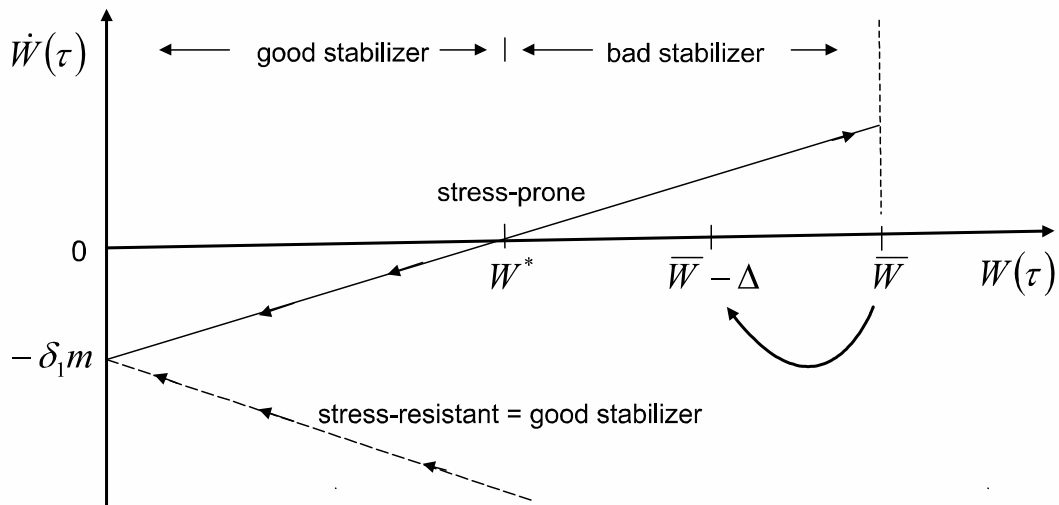 Ẇ(τ)
good stabilizer
bad stabilizer
stress-prone
0
W*
W̅ − Δ
W̅
W(τ)
− δ₁m
stress-resistant = good stabilizer